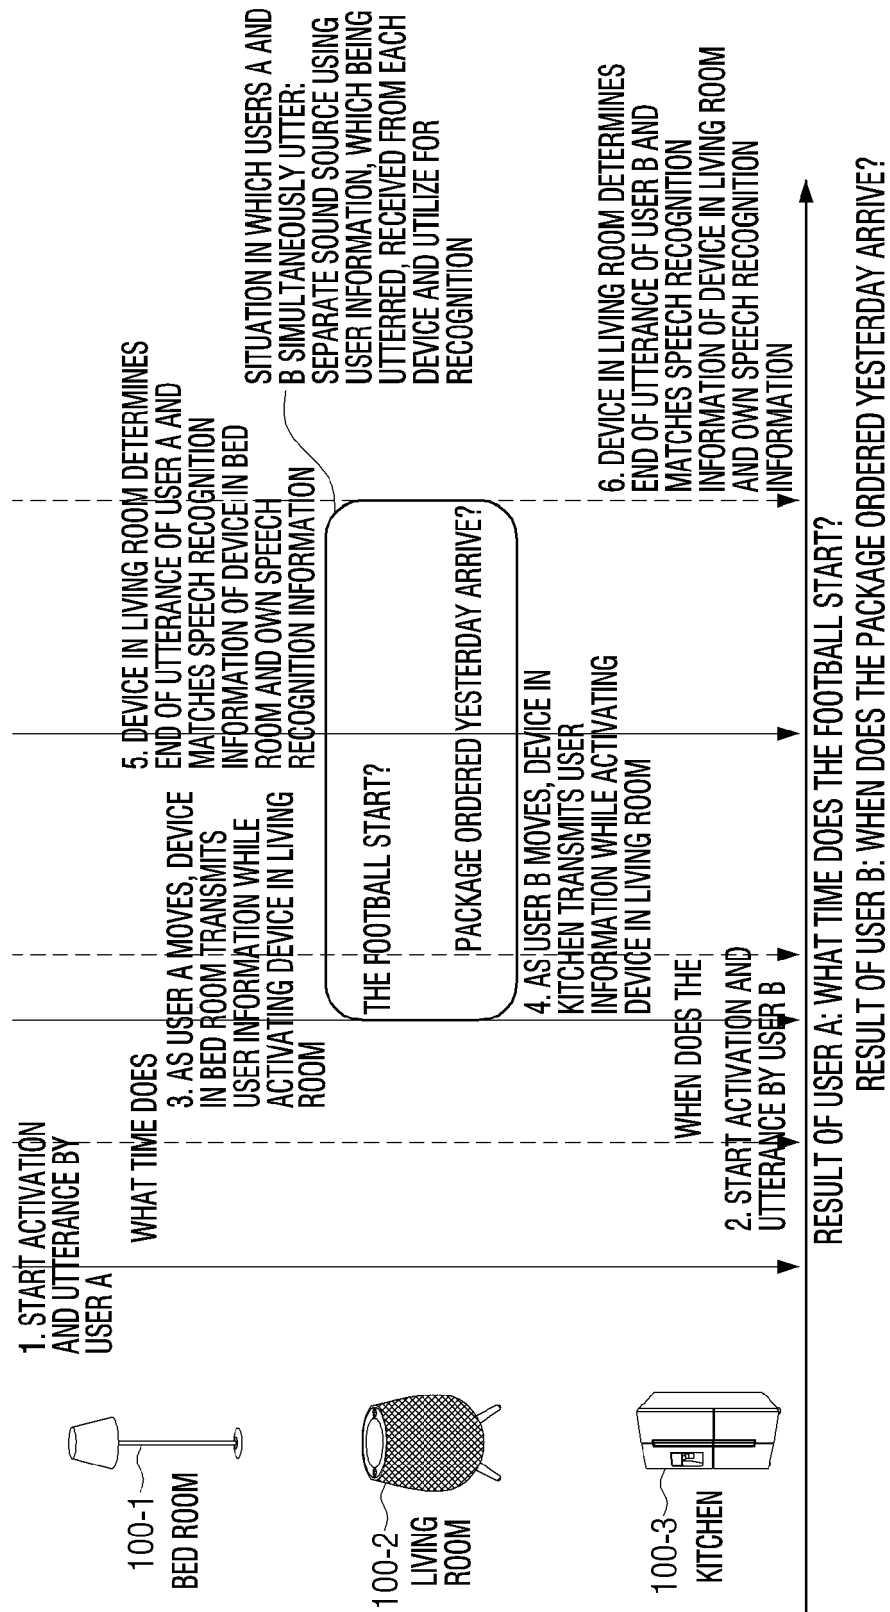 1. START ACTIVATION
AND UTTERANCE BY
USER A
WHAT TIME DOES
3. AS USER A MOVES, DEVICE
IN BED ROOM TRANSMITS
USER INFORMATION WHILE
ACTIVATING DEVICE IN LIVING
ROOM
5. DEVICE IN LIVING ROOM DETERMINES
END OF UTTERANCE OF USER A AND
MATCHES SPEECH RECOGNITION
INFORMATION OF DEVICE IN BED
ROOM AND OWN SPEECH
RECOGNITION INFORMATION
SITUATION IN WHICH USERS A AND
B SIMULTANEOUSLY UTTER:
SEPARATE SOUND SOURCE USING
USER INFORMATION, WHICH BEING
UTTERRED, RECEIVED FROM EACH
DEVICE AND UTILIZE FOR
RECOGNITION
100-1
BED ROOM
100-2
LIVING
ROOM
THE FOOTBALL START?
PACKAGE ORDERED YESTERDAY ARRIVE?
4. AS USER B MOVES, DEVICE IN
KITCHEN TRANSMITS USER
INFORMATION WHILE ACTIVATING
DEVICE IN LIVING ROOM
6. DEVICE IN LIVING ROOM DETERMINES
END OF UTTERANCE OF USER B AND
MATCHES SPEECH RECOGNITION
INFORMATION OF DEVICE IN LIVING ROOM
AND OWN SPEECH RECOGNITION
INFORMATION
100-3
KITCHEN
WHEN DOES THE
2. START ACTIVATION AND
UTTERANCE BY USER B
RESULT OF USER A: WHAT TIME DOES THE FOOTBALL START?
RESULT OF USER B: WHEN DOES THE PACKAGE ORDERED YESTERDAY ARRIVE?